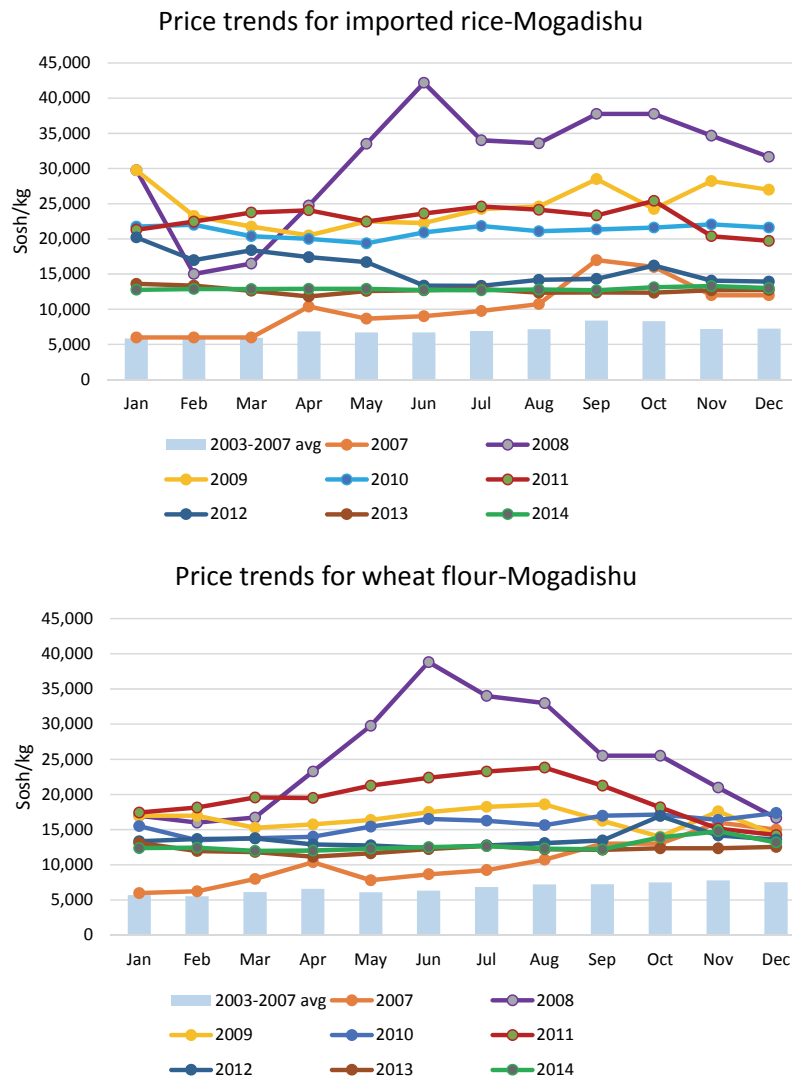 Price trends for imported rice-Mogadishu
45,000
40,000
35,000
30,000
25,000
20,000
15,000
10,000
5,000
0
Sosh/kg
Jan Feb Mar Apr May Jun Jul Aug Sep Oct Nov Dec
2003-2007 avg 2007 2008
2009 2010 2011
2012 2013 2014
Price trends for wheat flour-Mogadishu
45,000
40,000
35,000
30,000
25,000
20,000
15,000
10,000
5,000
0
Sosh/kg
Jan Feb Mar Apr May Jun Jul Aug Sep Oct Nov Dec
2003-2007 avg 2007 2008
2009 2010 2011
2012 2013 2014